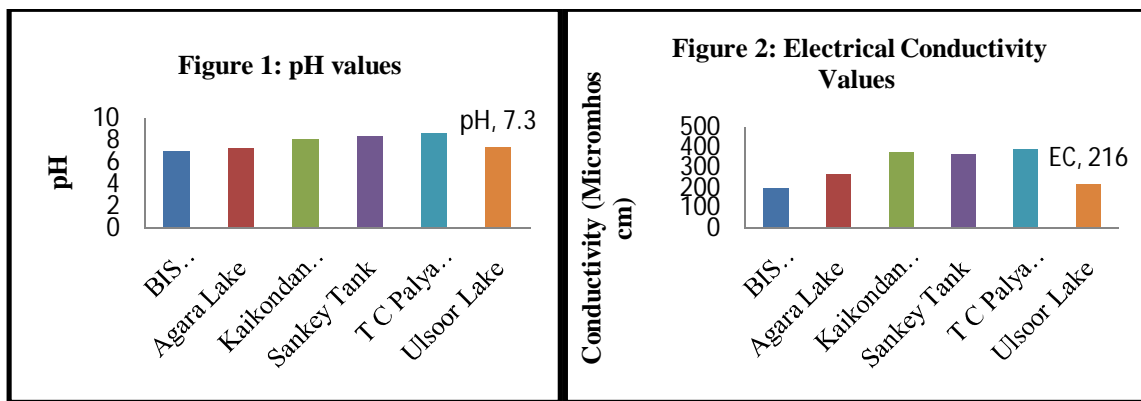 Figure 1: pH values
pH, 7.3
10
8
6
4
2
0
pH
BIS..
Agara Lake
Kaikondan…
Sankey Tank
T C Palya…
Ulsoor Lake
Figure 2: Electrical Conductivity
Values
EC, 216
500
400
300
200
100
0
Conductivity (Micromhos
cm)
BIS…
Agara Lake
Kaikondan…
Sankey Tank
T C Palya…
Ulsoor Lake